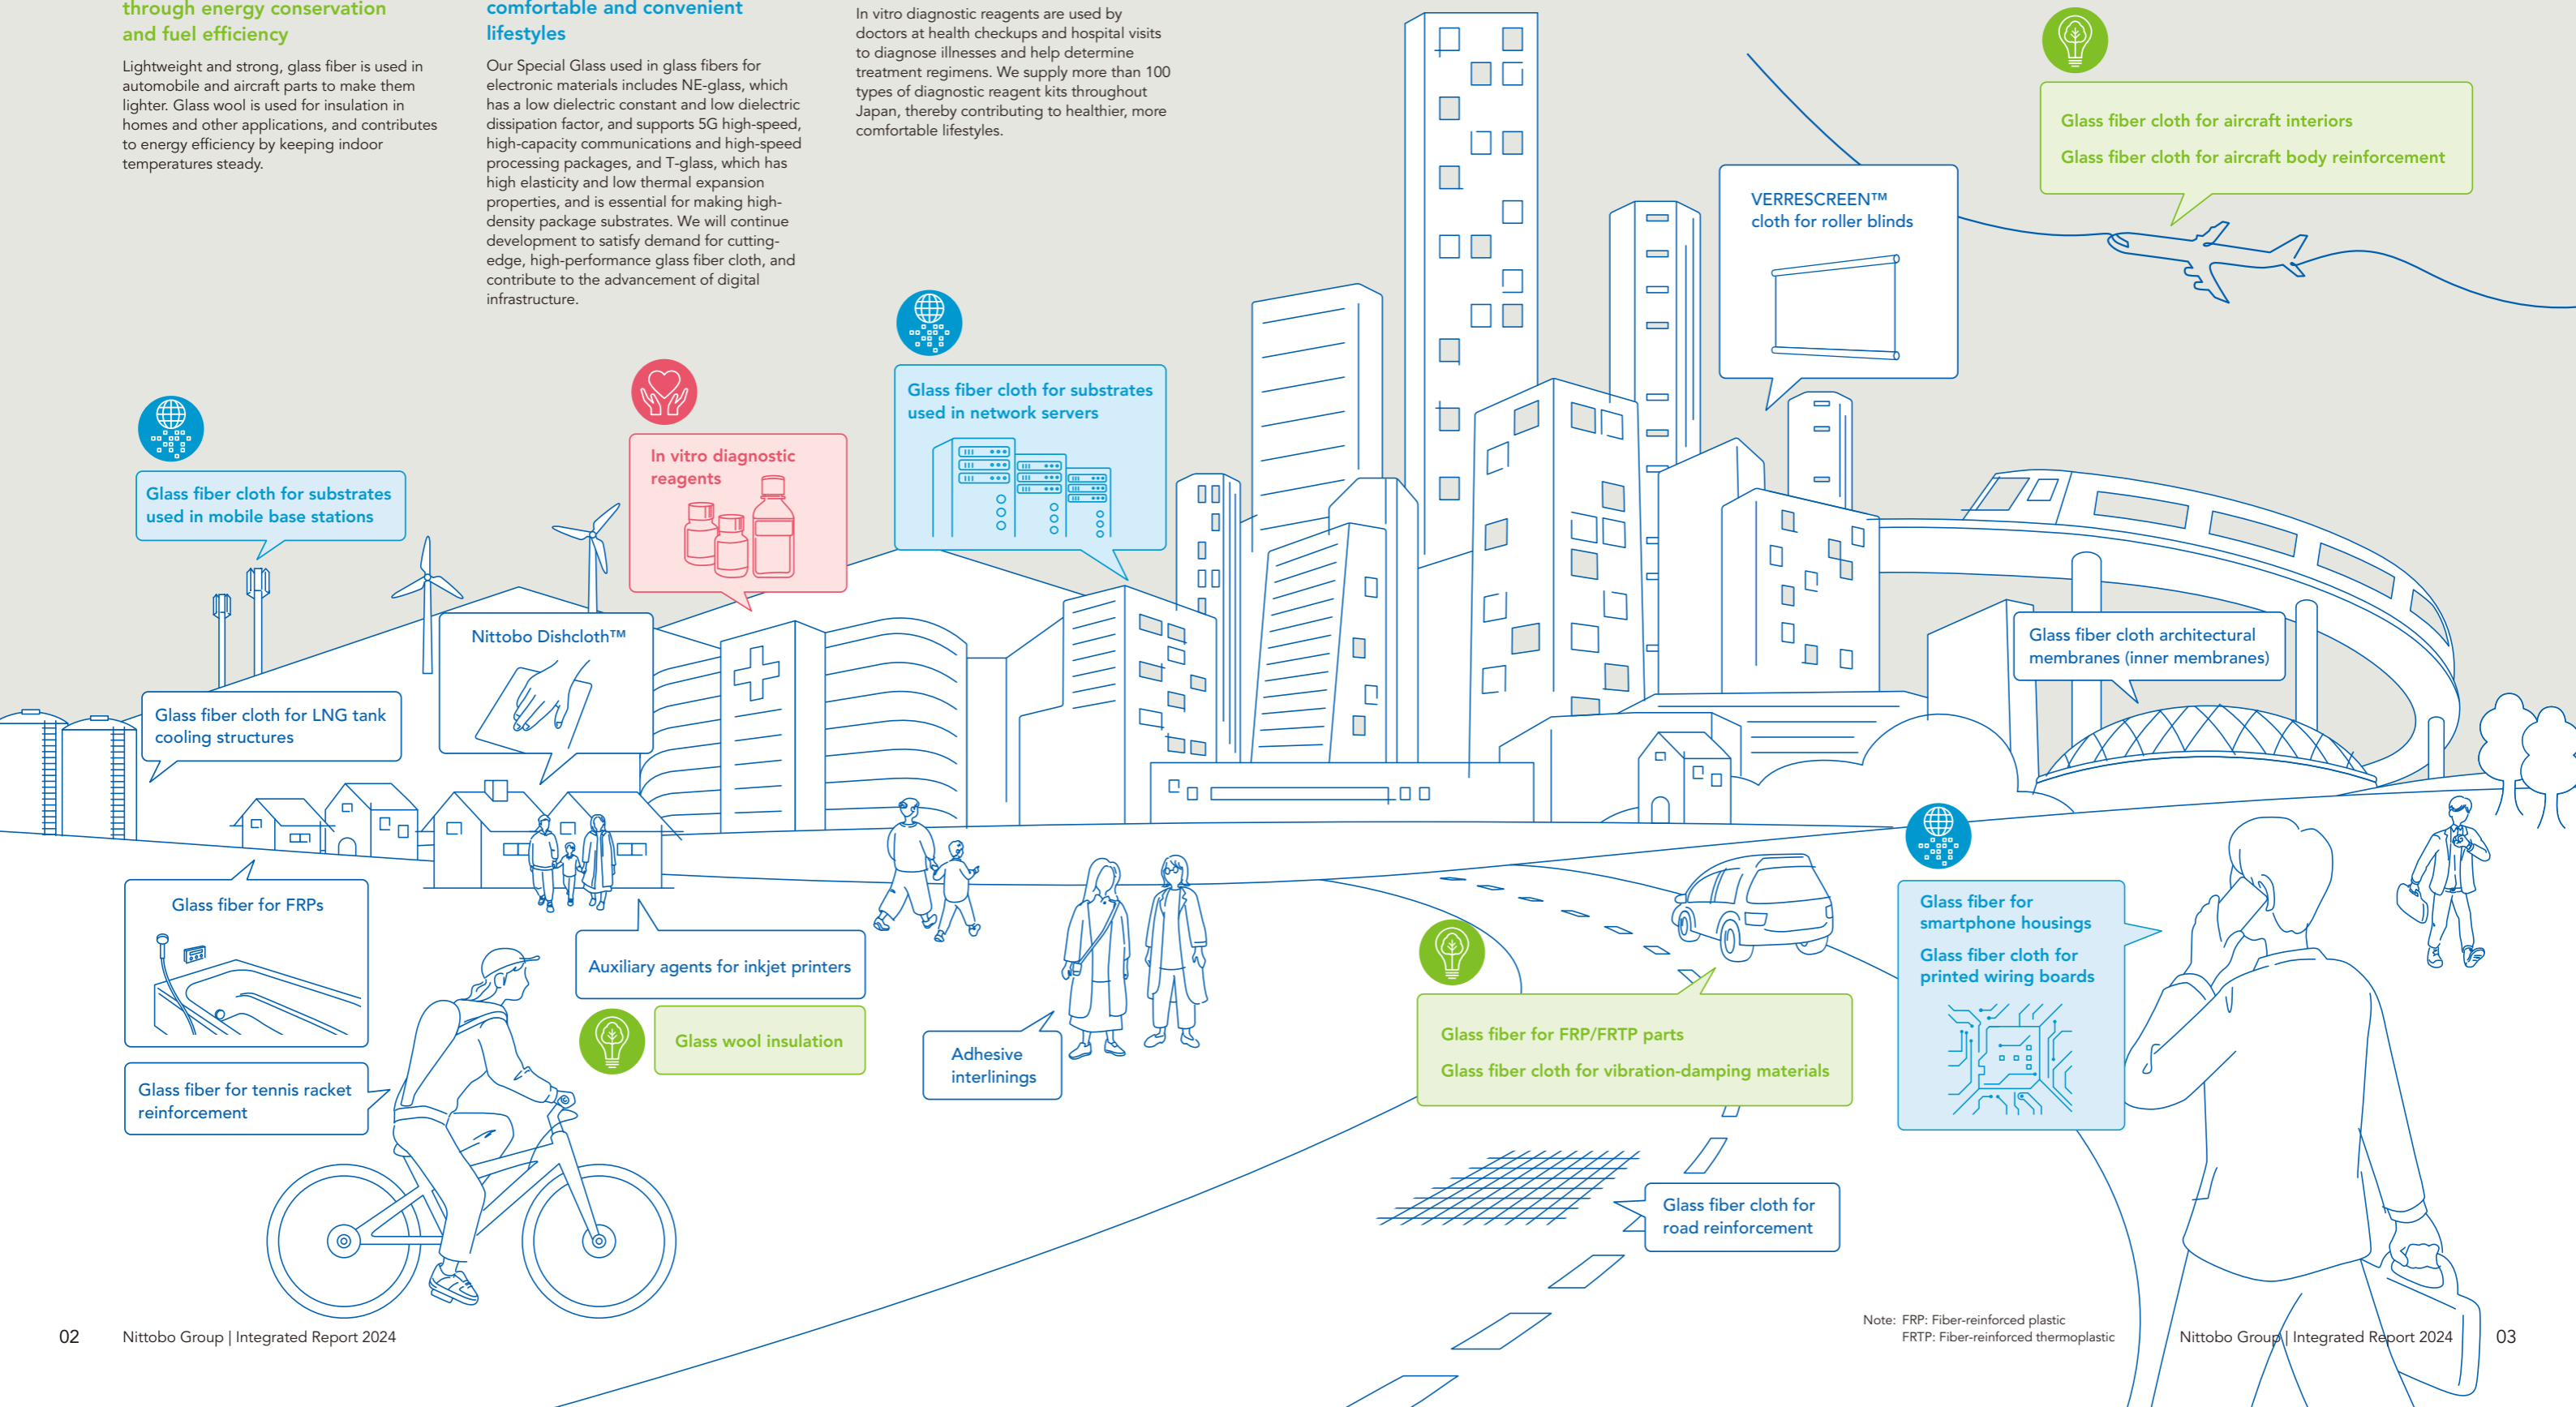 through energy conservation
and fuel efficiency
Lightweight and strong, glass fiber is used in
automobile and aircraft parts to make them
lighter. Glass wool is used for insulation in
homes and other applications, and contributes
to energy efficiency by keeping indoor
temperatures steady.
comfortable and convenient
lifestyles
Our Special Glass used in glass fibers for
electronic materials includes NE-glass, which
has a low dielectric constant and low dielectric
dissipation factor, and supports 5G high-speed,
high-capacity communications and high-speed
processing packages, and T-glass, which has
high elasticity and low thermal expansion
properties, and is essential for making high-
density package substrates. We will continue
development to satisfy demand for cutting-
edge, high-performance glass fiber cloth, and
contribute to the advancement of digital
infrastructure.
In vitro diagnostic reagents are used by
doctors at health checkups and hospital visits
to diagnose illnesses and help determine
treatment regimens. We supply more than 100
types of diagnostic reagent kits throughout
Japan, thereby contributing to healthier, more
comfortable lifestyles.
Glass fiber cloth for aircraft interiors
Glass fiber cloth for aircraft body reinforcement
VERRESCREEN™
cloth for roller blinds
Glass fiber cloth for substrates
used in network servers
In vitro diagnostic
reagents
Glass fiber cloth for substrates
used in mobile base stations
Nittobo Dishcloth™
Glass fiber cloth architectural
membranes (inner membranes)
Glass fiber cloth for LNG tank
cooling structures
Glass fiber for FRPs
Auxiliary agents for inkjet printers
Glass wool insulation
Adhesive
interlinings
Glass fiber for tennis racket
reinforcement
Glass fiber for
smartphone housings
Glass fiber cloth for
printed wiring boards
Glass fiber for FRP/FRTP parts
Glass fiber cloth for vibration-damping materials
Glass fiber cloth for
road reinforcement
Note: FRP: Fiber-reinforced plastic
FRTP: Fiber-reinforced thermoplastic
02 Nittobo Group | Integrated Report 2024
Nittobo Group | Integrated Report 2024 03